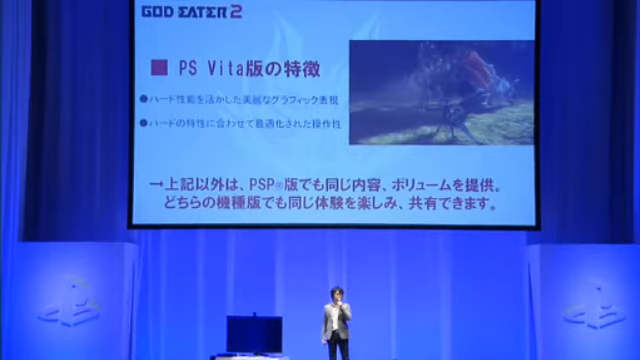 GOD EATER 2
■ PS Vita版の特徴
●ハード性能を活かした美麗なグラフィック表現
●ハードの特性に合わせて最適化された操作性
→上記以外は、PSP®版でも同じ内容、ボリュームを提供。
どちらの機種版でも同じ体験を楽しみ、共有できます。